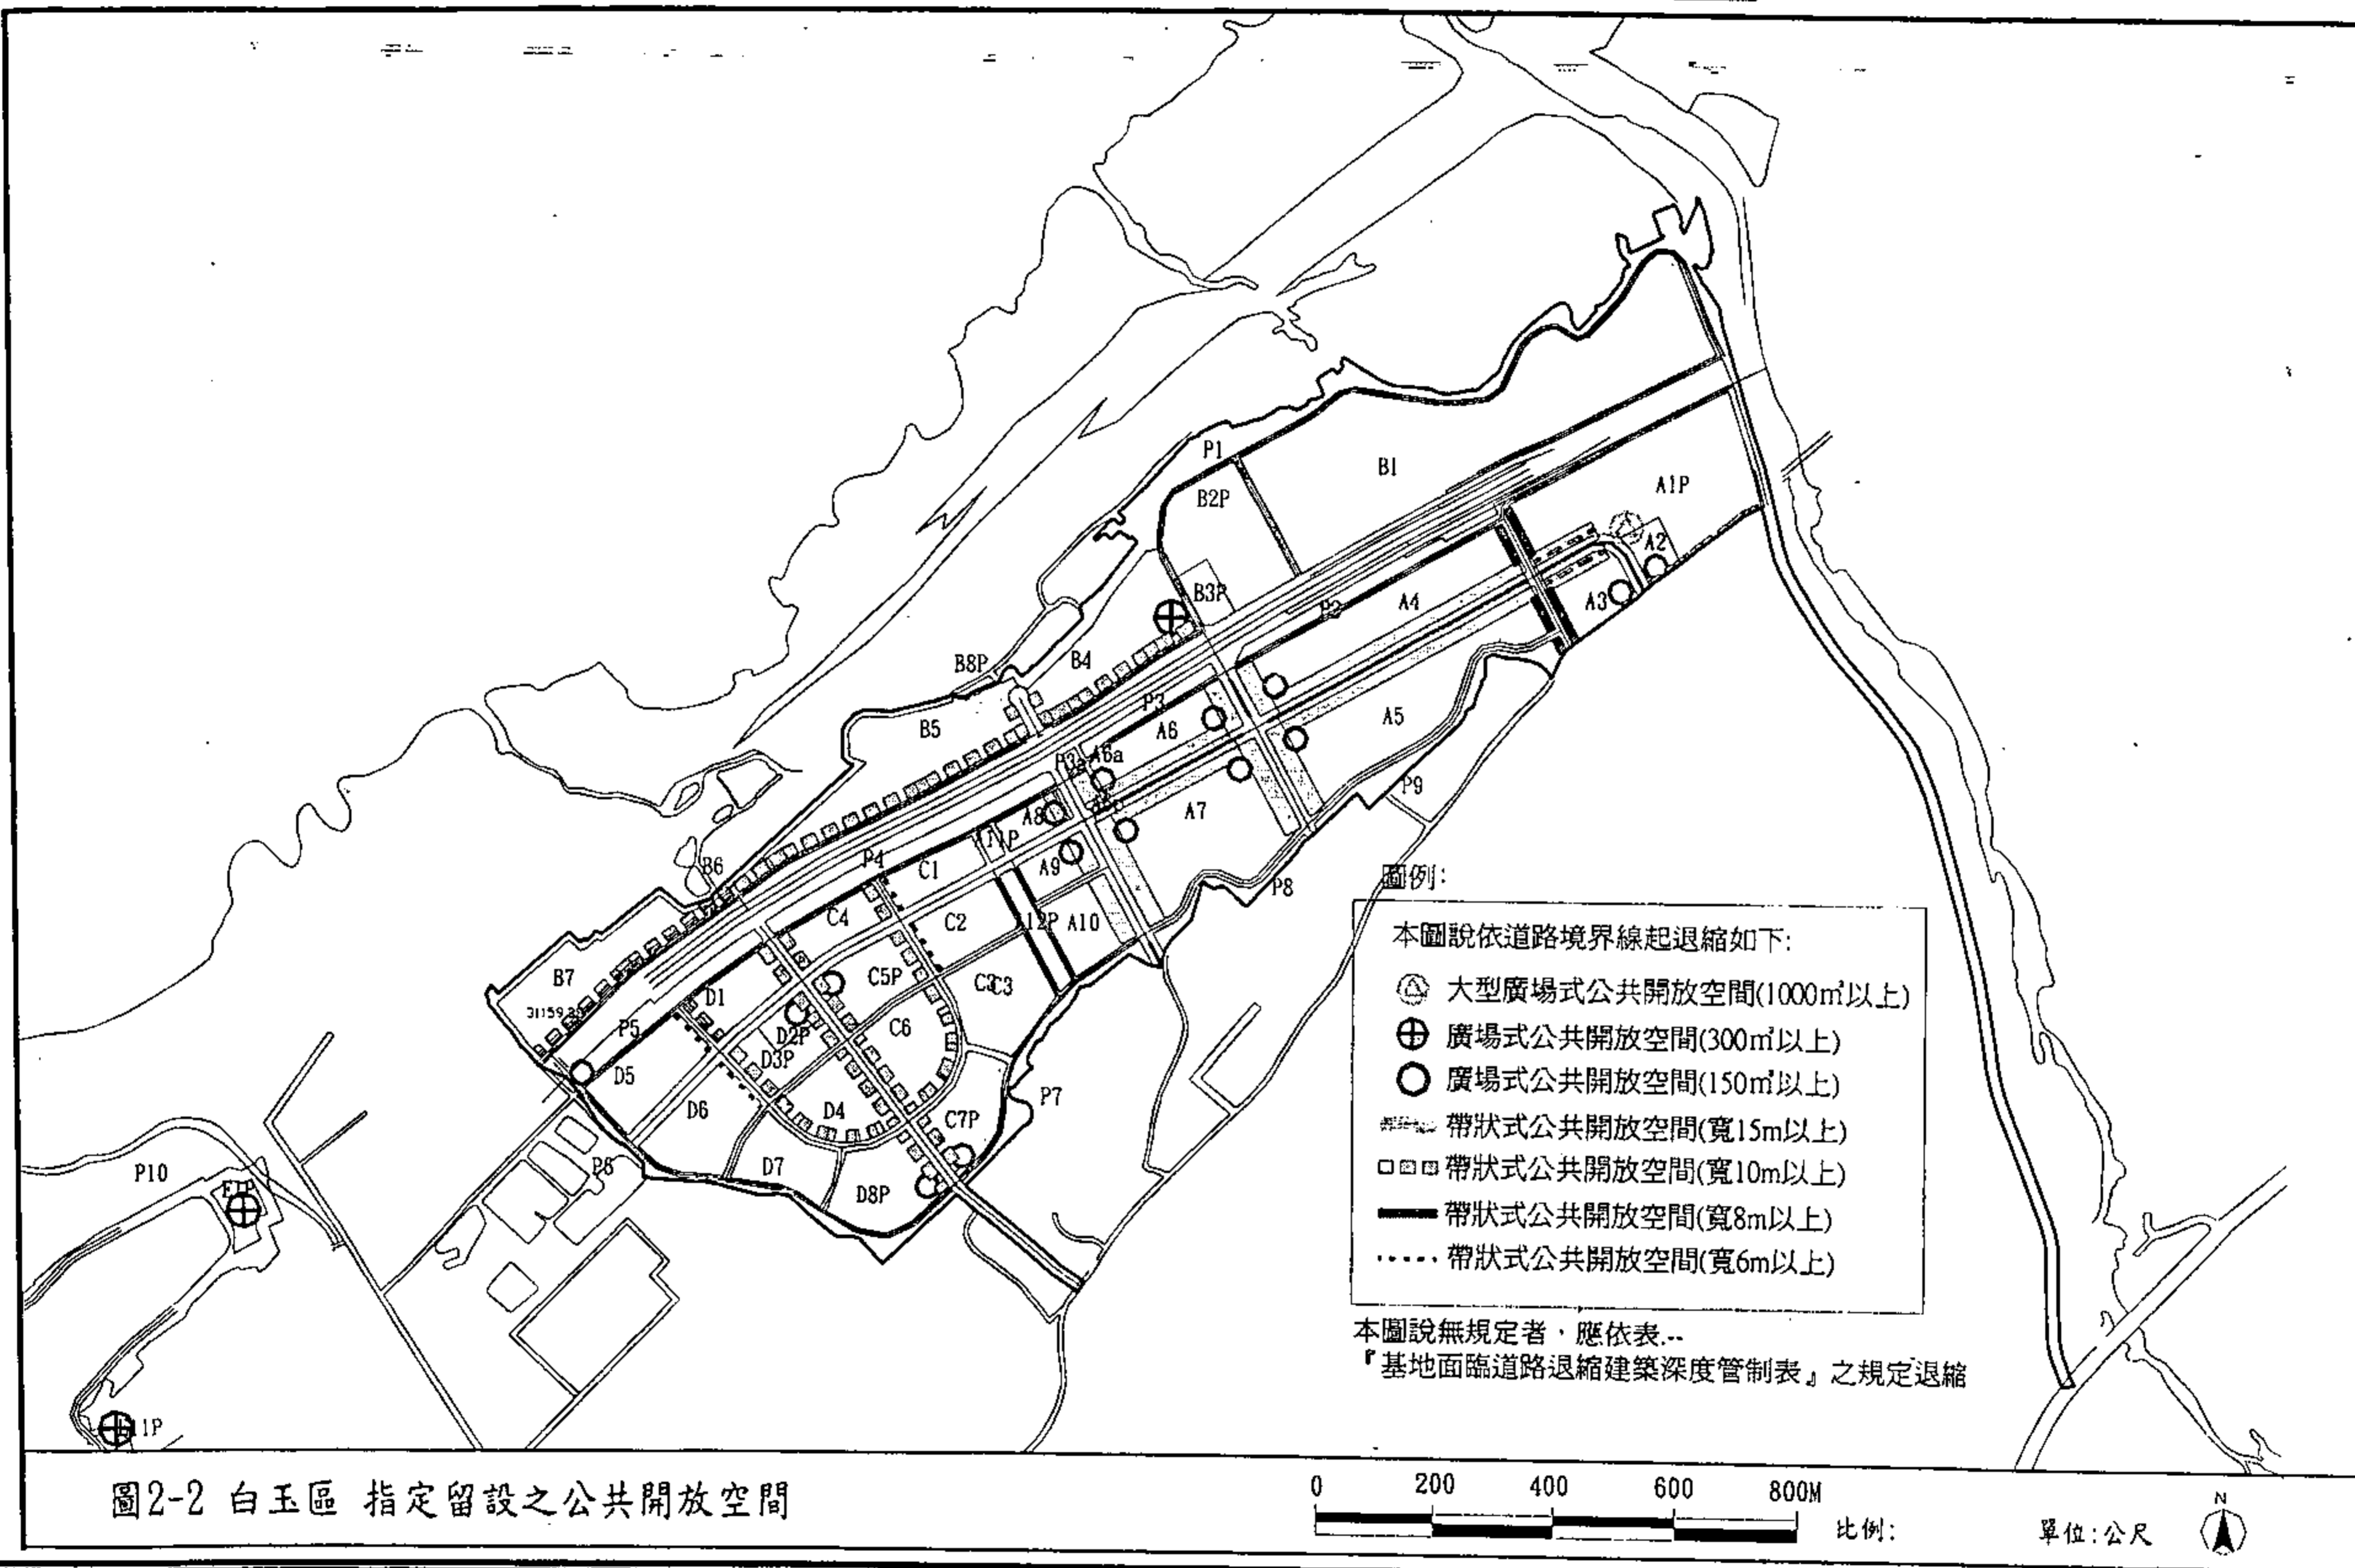 P1
B1
B2P
A1P
A2
B3P
A3
A4
P2
B8P
B4
P3
B5
A6
A5
A6a
P3a
P9
A7
A8
A11P
P4
C1
B6
A9
P8
C4
C2
A12P
A10
C5P
B7
C3
D1
31159.3
C6
P5
D2P
D3P
D5
D6
D4
C7P
P7
P10
P6
D7
D8P
E1P
11P
圖例:
本圖說依道路境界線起退縮如下:
大型廣場式公共開放空間(1000㎡以上)
廣場式公共開放空間(300㎡以上)
廣場式公共開放空間(150㎡以上)
帶狀式公共開放空間(寬15m以上)
帶狀式公共開放空間(寬10m以上)
帶狀式公共開放空間(寬8m以上)
帶狀式公共開放空間(寬6m以上)
本圖說無規定者，應依表...
『基地面臨道路退縮建築深度管制表』之規定退縮
圖2-2 白玉區 指定留設之公共開放空間
0 200 400 600 800M
比例:
單位:公尺
N